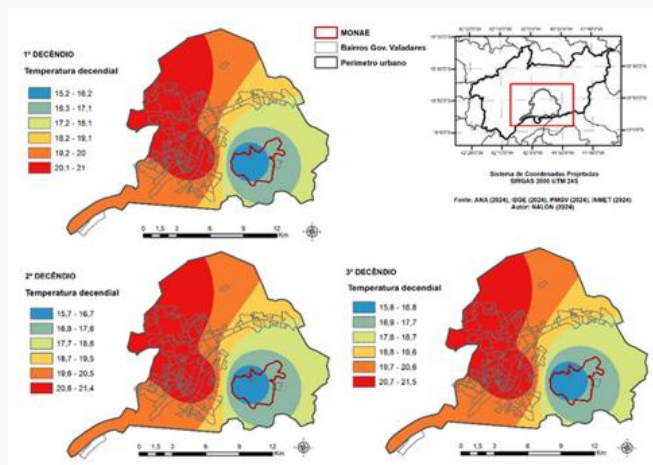 1º DECÊNDIO
Temperatura decendial
15,2 - 16,2
16,3 - 17,1
17,2 - 18,1
18,2 - 19,1
19,2 - 20
20,1 - 21
0 1,5 3 6 9 12
Km
MONAE
Bairros Gov. Valadares
Perimetro urbano
Sistema de Coordenadas Projetadas
SIRGAS 2000 UTM 24S
Fonte: ANA (2024), IBGE (2024), PMGV (2024), INMET (2024)
Autor: NALON (2024)
2º DECÊNDIO
Temperatura decendial
15,7 - 16,7
16,8 - 17,6
17,7 - 18,6
18,7 - 19,5
19,6 - 20,5
20,6 - 21,4
0 1,5 3 6 9 12
Km
3º DECÊNDIO
Temperatura decendial
15,8 - 16,8
16,9 - 17,7
17,8 - 18,7
18,8 - 19,6
19,7 - 20,6
20,7 - 21,5
0 1,5 3 6 9 12
Km